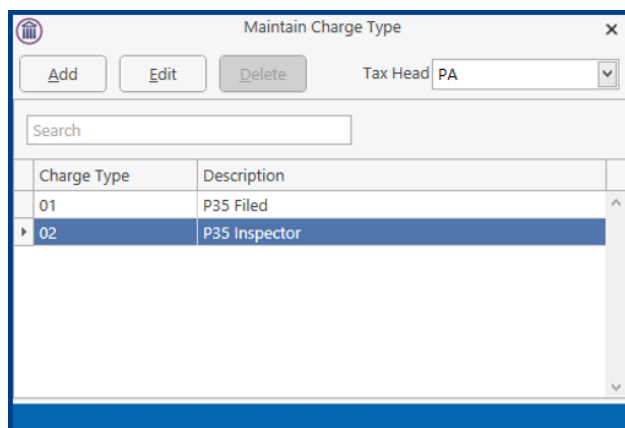 Maintain Charge Type
Add Edit Delete Tax Head PA
Search
Charge Type Description
01 P35 Filed
02 P35 Inspector